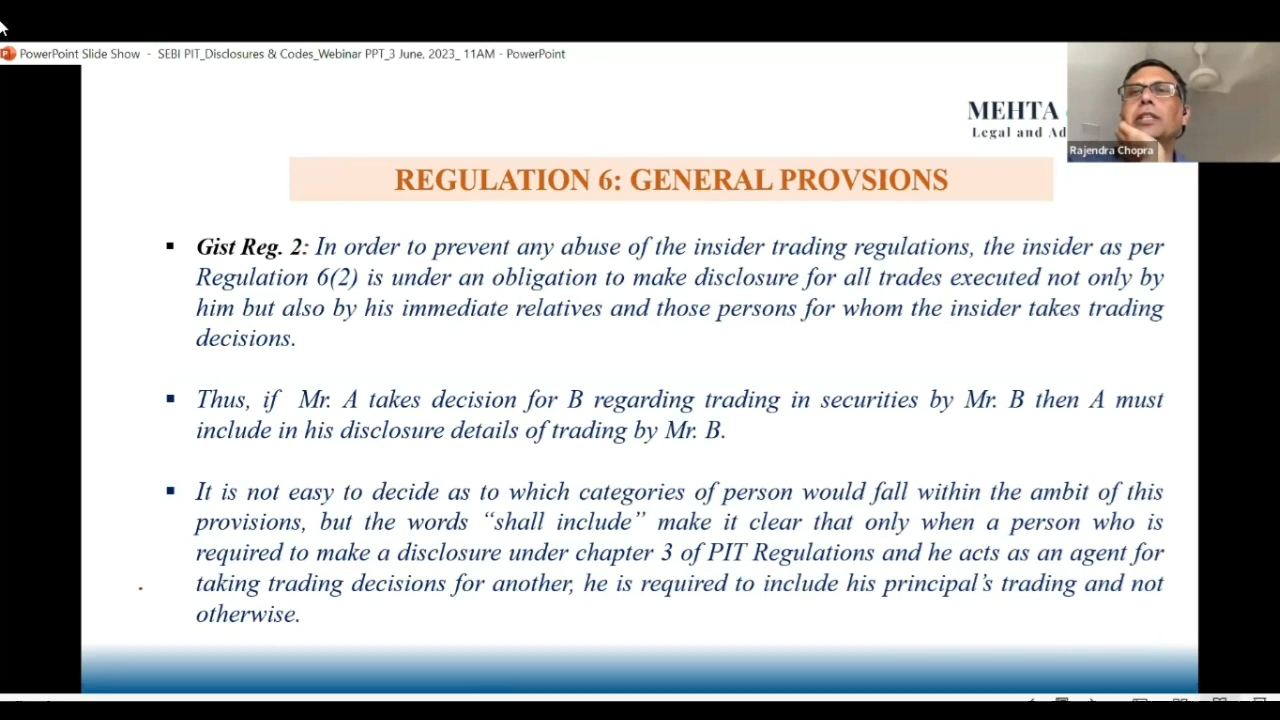 PowerPoint Slide Show - SEBI PIT_Disclosures & Codes_Webinar PPT_3 June, 2023_ 11AM - PowerPoint
MEHTA
Legal and Ad
Rajendra Chopra
REGULATION 6: GENERAL PROVSIONS
▪ Gist Reg. 2: In order to prevent any abuse of the insider trading regulations, the insider as per
Regulation 6(2) is under an obligation to make disclosure for all trades executed not only by
him but also by his immediate relatives and those persons for whom the insider takes trading
decisions.
▪ Thus, if Mr. A takes decision for B regarding trading in securities by Mr. B then A must
include in his disclosure details of trading by Mr. B.
▪ It is not easy to decide as to which categories of person would fall within the ambit of this
provisions, but the words “shall include” make it clear that only when a person who is
required to make a disclosure under chapter 3 of PIT Regulations and he acts as an agent for
taking trading decisions for another, he is required to include his principal’s trading and not
otherwise.